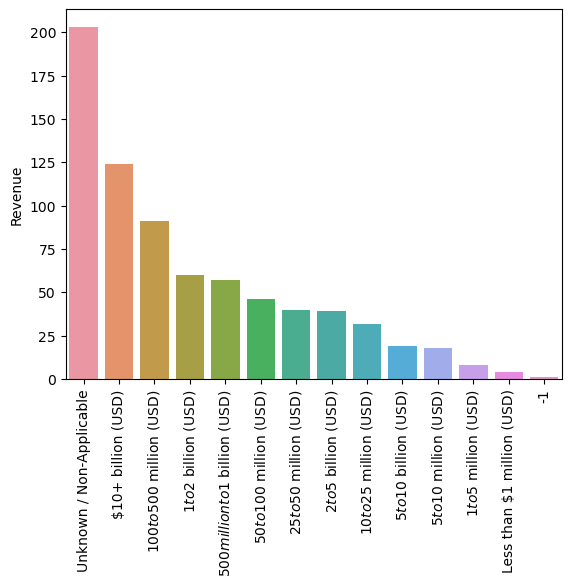 200
175
150
125
100
75
50
25
0
Revenue
Unknown / Non-Applicable
$10+ billion (USD)
100to500 million (USD)
1to2 billion (USD)
500millionto1 billion (USD)
50to100 million (USD)
25to50 million (USD)
2to5 billion (USD)
10to25 million (USD)
5to10 billion (USD)
5to10 million (USD)
1to5 million (USD)
Less than $1 million (USD)
-1